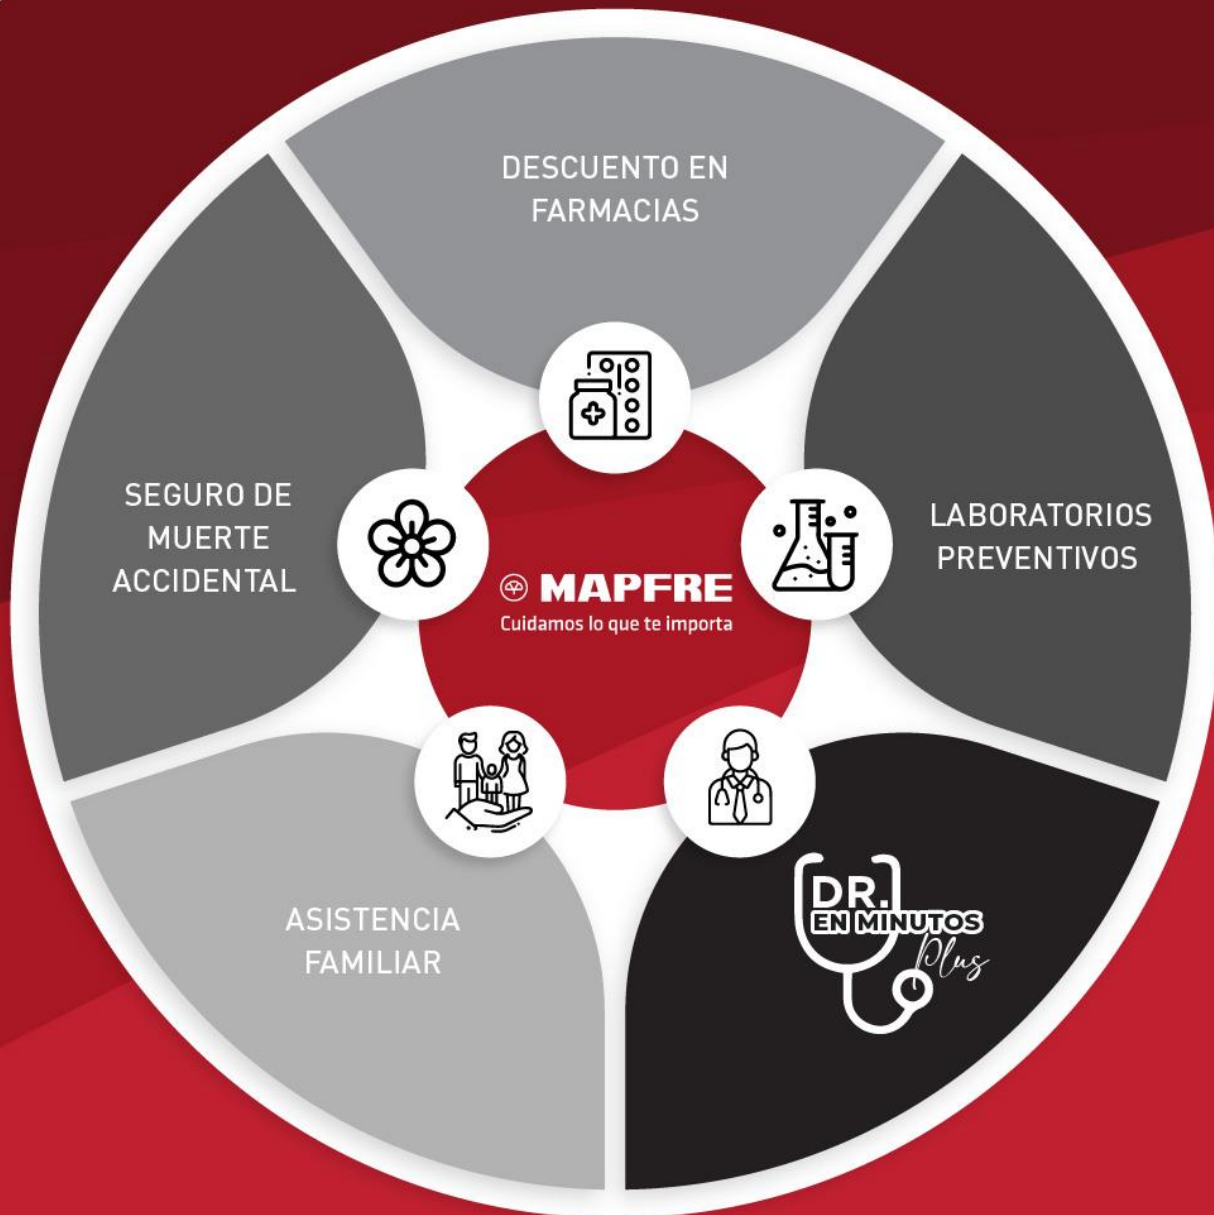 DESCUENTO EN
FARMACIAS
LABORATORIOS
PREVENTIVOS
SEGURO DE
MUERTE
ACCIDENTAL
MAPFRE
Cuidamos lo que te importa
ASISTENCIA
FAMILIAR
DR.
EN MINUTOS
Plus